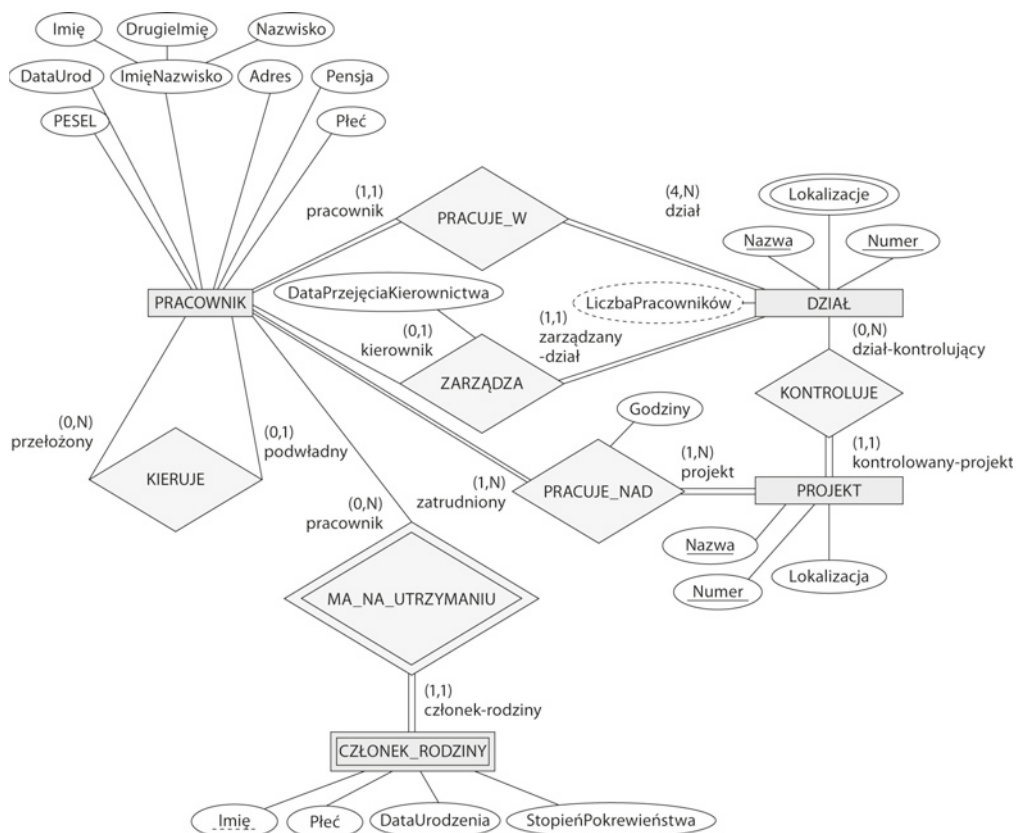 Imię
DrugieImię
Nazwisko
DataUrod
ImięNazwisko
Adres
Pensja
PESEL
Płeć
(1,1)
pracownik
PRACUJE_W
(4,N)
dział
Lokalizacje
Nazwa
Numer
PRACOWNIK
DataPrzejęciaKierownictwa
LiczbaPracowników
DZIAŁ
(0,1)
kierownik
ZARZĄDZA
(1,1)
zarządzany
-dział
(0,N)
dział-kontrolujący
KONTROLUJE
(0,N)
przełożony
KIERUJE
(0,1)
podwładny
Godziny
(1,N)
zatrudniony
PRACUJE_NAD
(1,N)
projekt
(1,1)
kontrolowany-projekt
PROJEKT
(0,N)
pracownik
Nazwa
Numer
Lokalizacja
MA_NA_UTRZYMANIU
(1,1)
członek-rodziny
CZŁONEK_RODZINY
Imię
Płeć
DataUrodzenia
StopieńPokrewieństwa